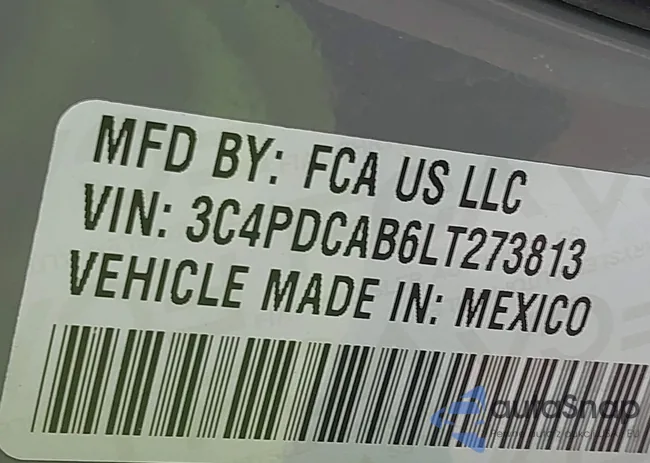 MFD BY: FCA US LLC
VIN: 3C4PDCAB6LT273813
VEHICLE MADE IN: MEXICO
autoSnap